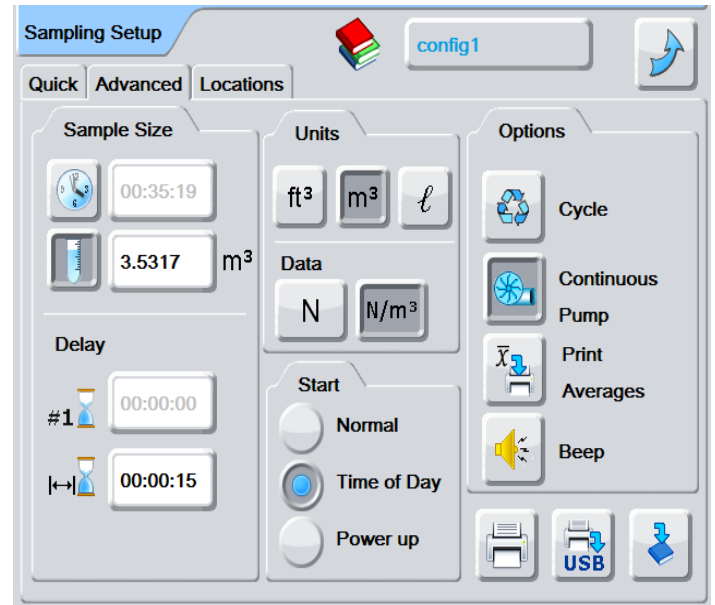 Sampling Setup
config1
Quick Advanced Locations
Sample Size
00:35:19
3.5317 m³
Delay
#1 00:00:00
00:00:15
Units
ft³ m³ ℓ
Data
N N/m³
Start
Normal
Time of Day
Power up
Options
Cycle
Continuous
Pump
x̅ Print
Averages
Beep
USB